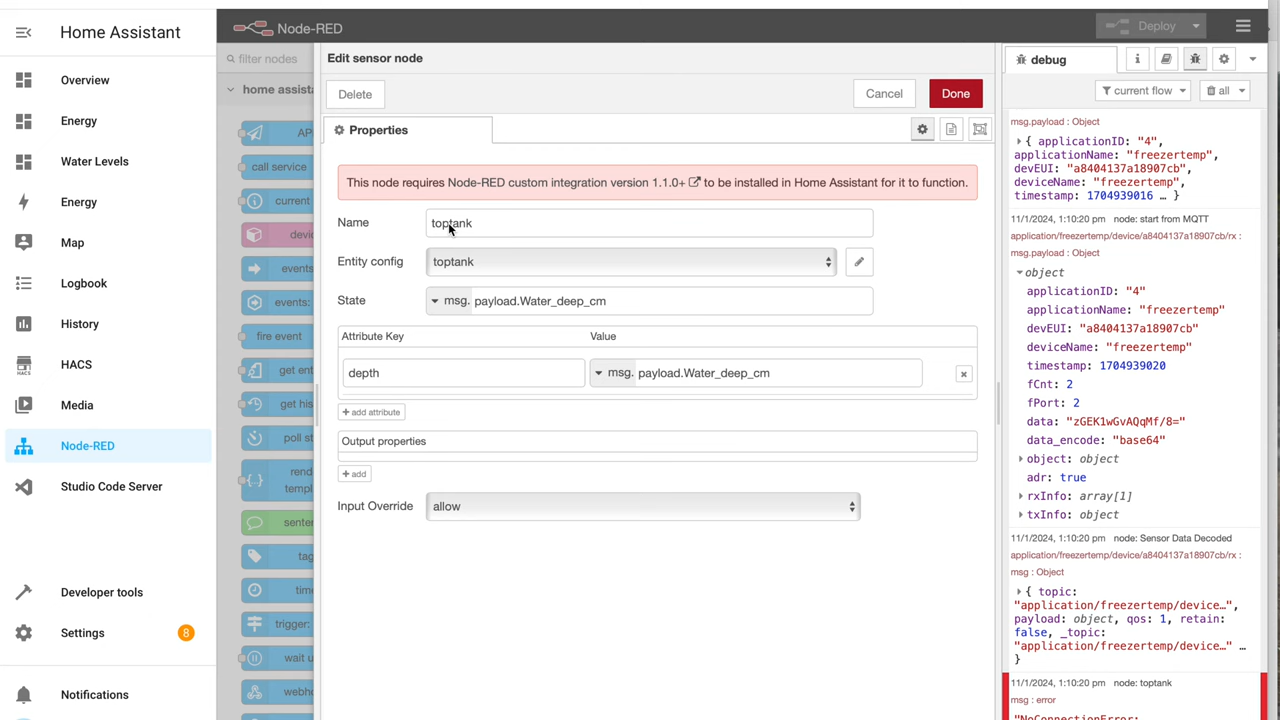 Home Assistant
Overview
Energy
Water Levels
Energy
Map
Logbook
History
HACS
HACS
Media
Node-RED
Studio Code Server
Developer tools
Settings
8
Notifications
Node-RED
Deploy
filter nodes
home assista
AP
call service
current
devic
events
events:
fire event
get ent
get his
poll st
rend
templ
senten
tag
time
trigger:
wait u
webho
Edit sensor node
Delete
Cancel
Done
Properties
This node requires Node-RED custom integration version 1.1.0+ to be installed in Home Assistant for it to function.
Name
toptank
Entity config
toptank
State
msg. payload.Water_deep_cm
Attribute Key
Value
depth
msg. payload.Water_deep_cm
+ add attribute
Output properties
+ add
Input Override
allow
debug
current flow
all
msg.payload : Object
{ applicationID: "4",
applicationName: "freezertemp",
devEUI: "a8404137a18907cb",
deviceName: "freezertemp",
timestamp: 1704939016 … }
11/1/2024, 1:10:20 pm node: start from MQTT
application/freezertemp/device/a8404137a18907cb/rx :
msg.payload : Object
object
applicationID: "4"
applicationName: "freezertemp"
devEUI: "a8404137a18907cb"
deviceName: "freezertemp"
timestamp: 1704939020
fCnt: 2
fPort: 2
data: "zGEK1wGvAQqMf/8="
data_encode: "base64"
object: object
adr: true
rxInfo: array[1]
txInfo: object
11/1/2024, 1:10:20 pm node: Sensor Data Decoded
application/freezertemp/device/a8404137a18907cb/rx :
msg : Object
{ topic:
"application/freezertemp/device…",
payload: object, qos: 1, retain:
false, _topic:
"application/freezertemp/device…" …
}
11/1/2024, 1:10:20 pm node: toptank
msg : error
"NoConnectionError: